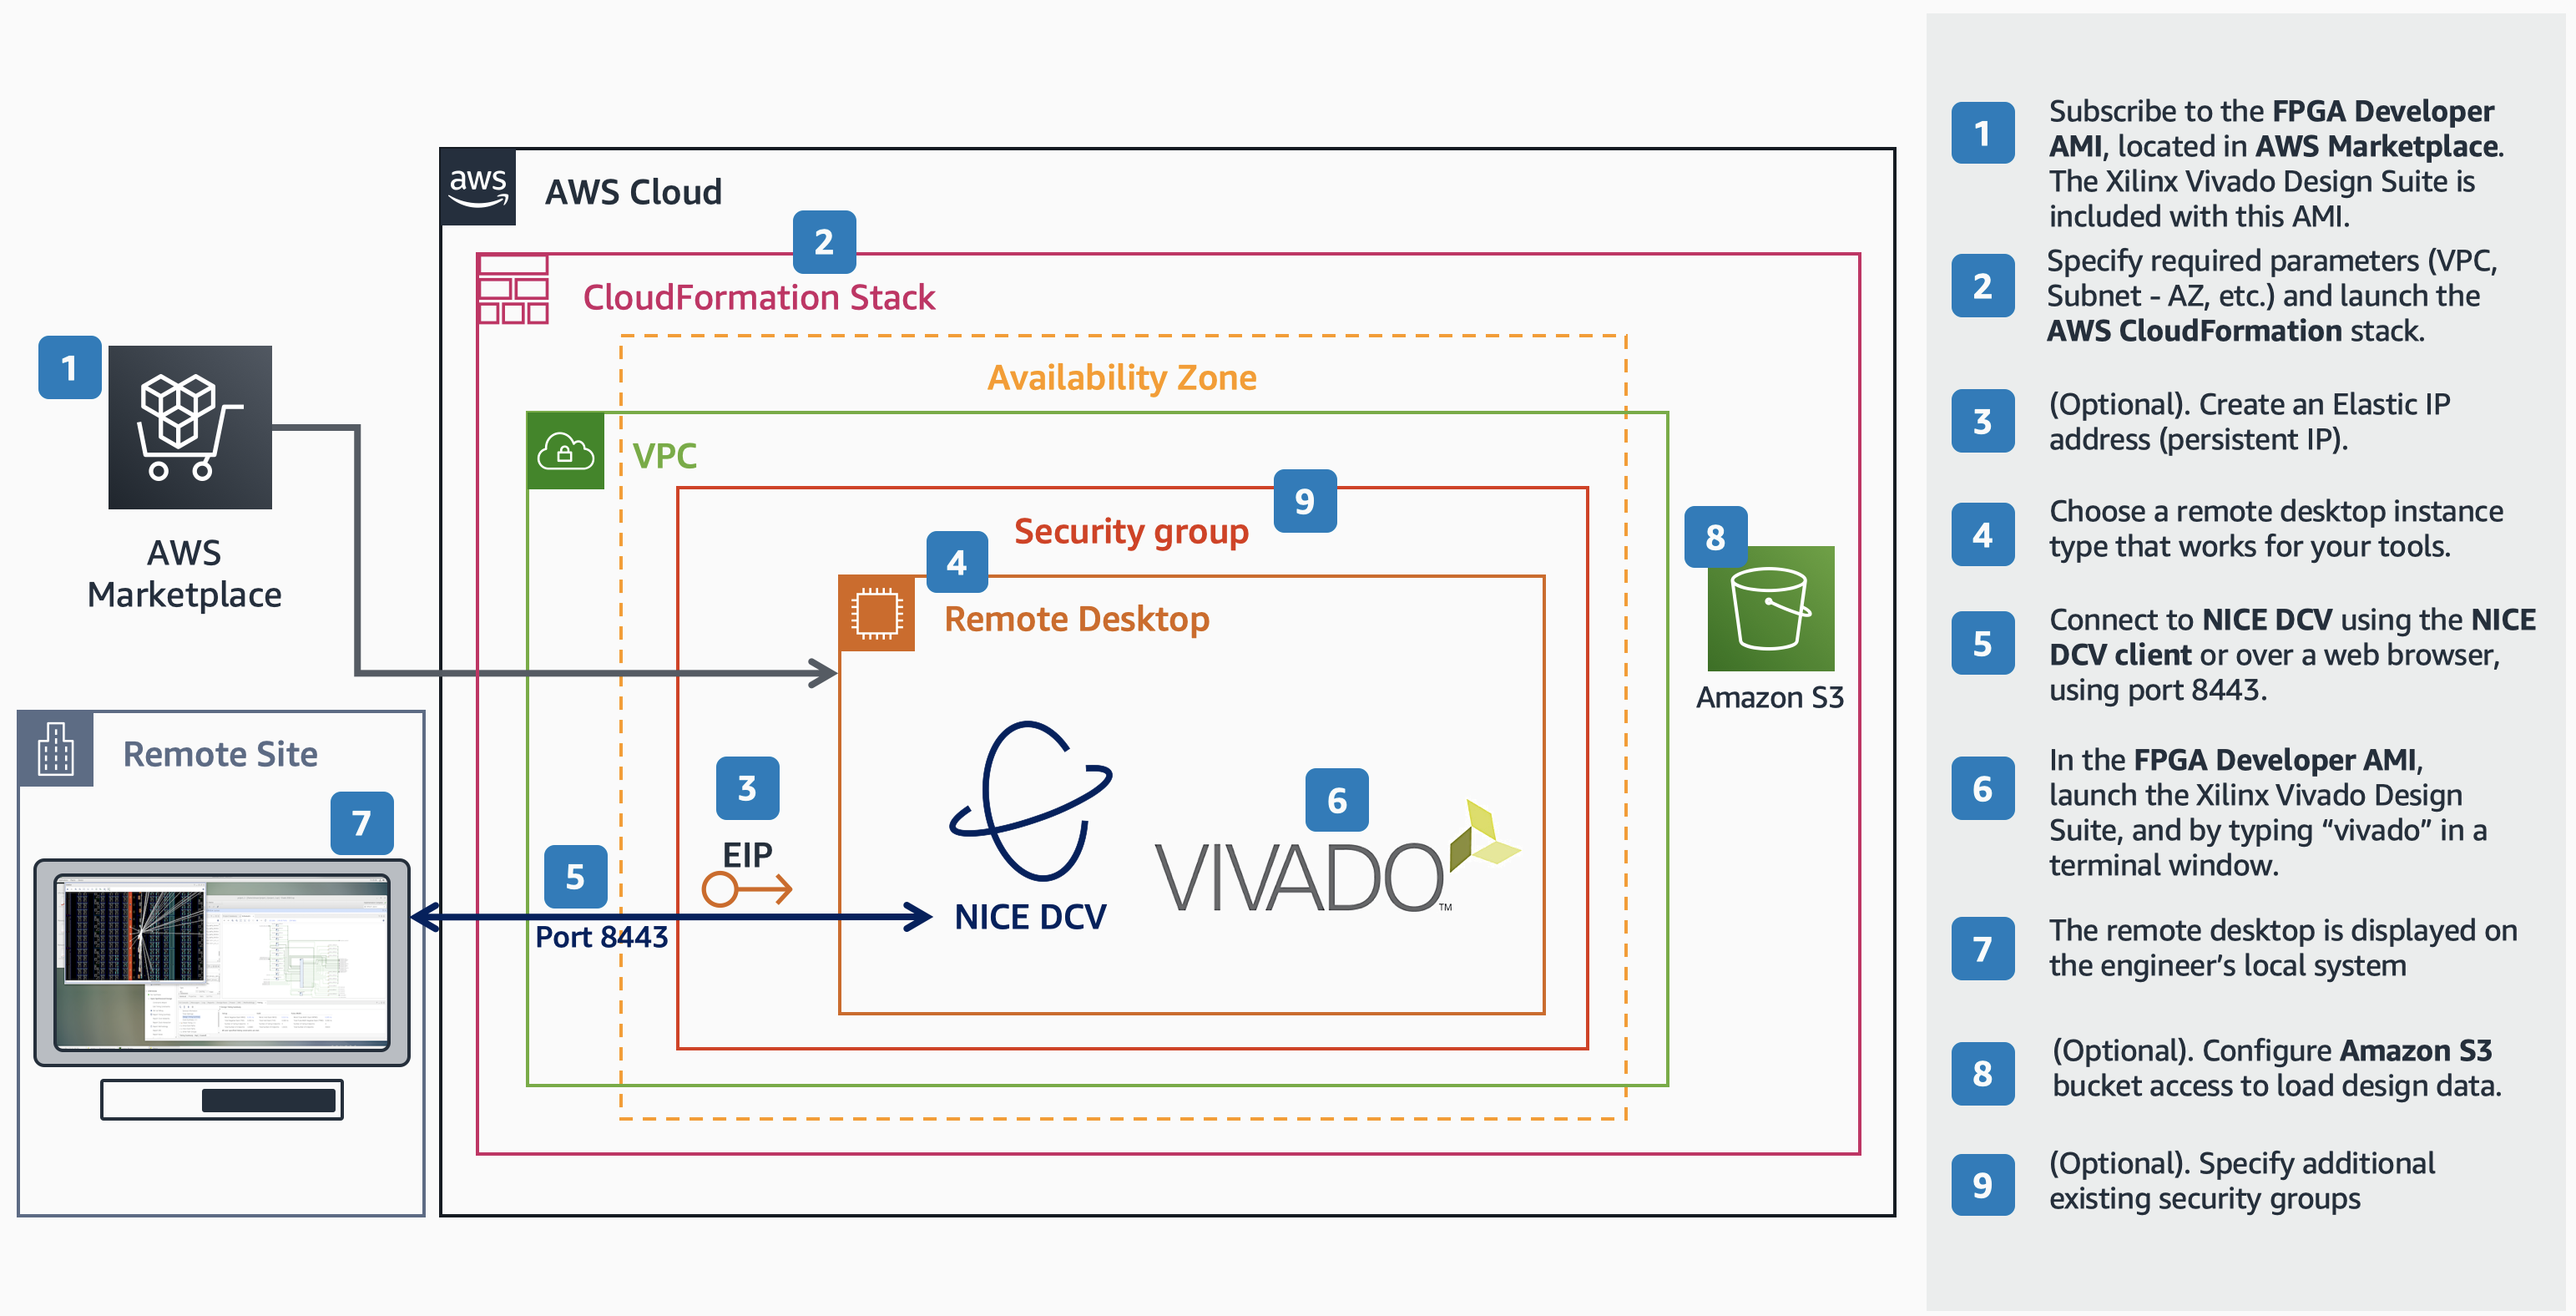 aws
AWS Cloud
2
CloudFormation Stack
Availability Zone
1
AWS
Marketplace
VPC
9
Security group
8
Amazon S3
4
Remote Desktop
Remote Site
7
3
EIP
5
Port 8443
NICE DCV
6
VIVADO™
1
Subscribe to the FPGA Developer
AMI, located in AWS Marketplace.
The Xilinx Vivado Design Suite is
included with this AMI.
2
Specify required parameters (VPC,
Subnet - AZ, etc.) and launch the
AWS CloudFormation stack.
3
(Optional). Create an Elastic IP
address (persistent IP).
4
Choose a remote desktop instance
type that works for your tools.
5
Connect to NICE DCV using the NICE
DCV client or over a web browser,
using port 8443.
6
In the FPGA Developer AMI,
launch the Xilinx Vivado Design
Suite, and by typing “vivado” in a
terminal window.
7
The remote desktop is displayed on
the engineer’s local system
8
(Optional). Configure Amazon S3
bucket access to load design data.
9
(Optional). Specify additional
existing security groups